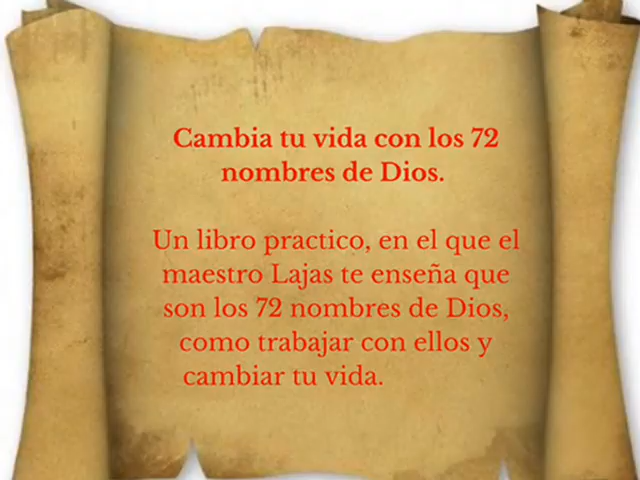 Cambia tu vida con los 72
nombres de Dios.
Un libro practico, en el que el
maestro Lajas te enseña que
son los 72 nombres de Dios,
como trabajar con ellos y
cambiar tu vida.